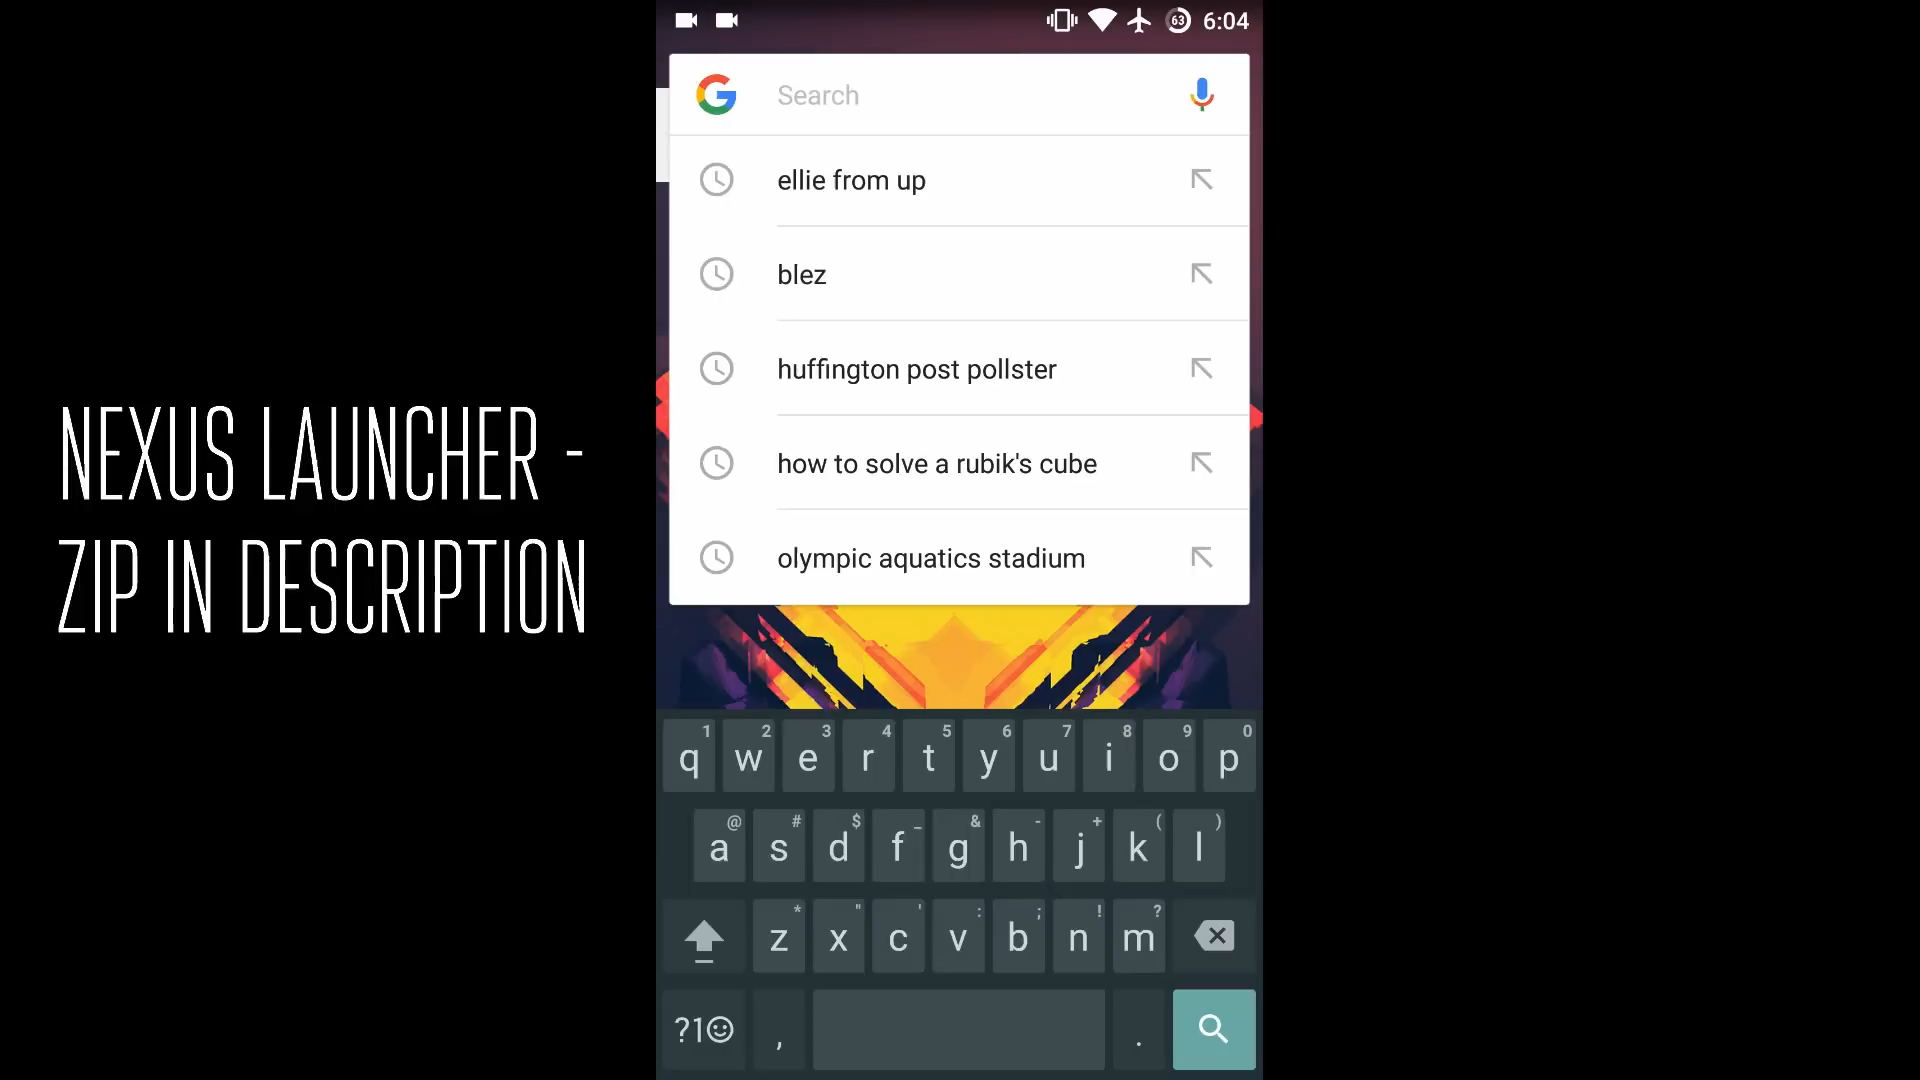 63 6:04
Search
ellie from up
blez
huffington post pollster
how to solve a rubik's cube
olympic aquatics stadium
NEXUS LAUNCHER -
ZIP IN DESCRIPTION
1 2 3 4 5 6 7 8 9 0
q w e r t y u i o p
@ # $ _ & - + ( )
a s d f g h j k l
* " ' : ; ! ?
z x c v b n m
?1☺ , .